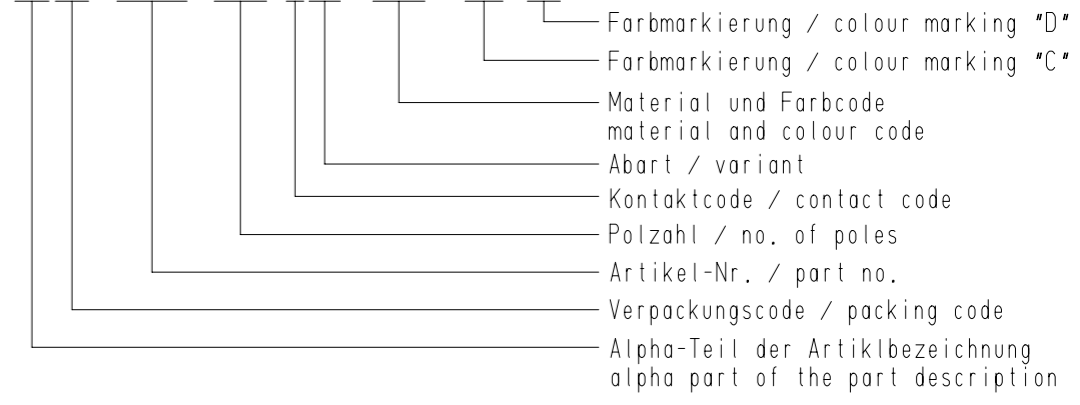 Farbmarkierung / colour marking "D"
Farbmarkierung / colour marking "C"
Material und Farbcode
material and colour code
Abart / variant
Kontaktcode / contact code
Polzahl / no. of poles
Artikel-Nr. / part no.
Verpackungscode / packing code
Alpha-Teil der Artiklbezeichnung
alpha part of the part description